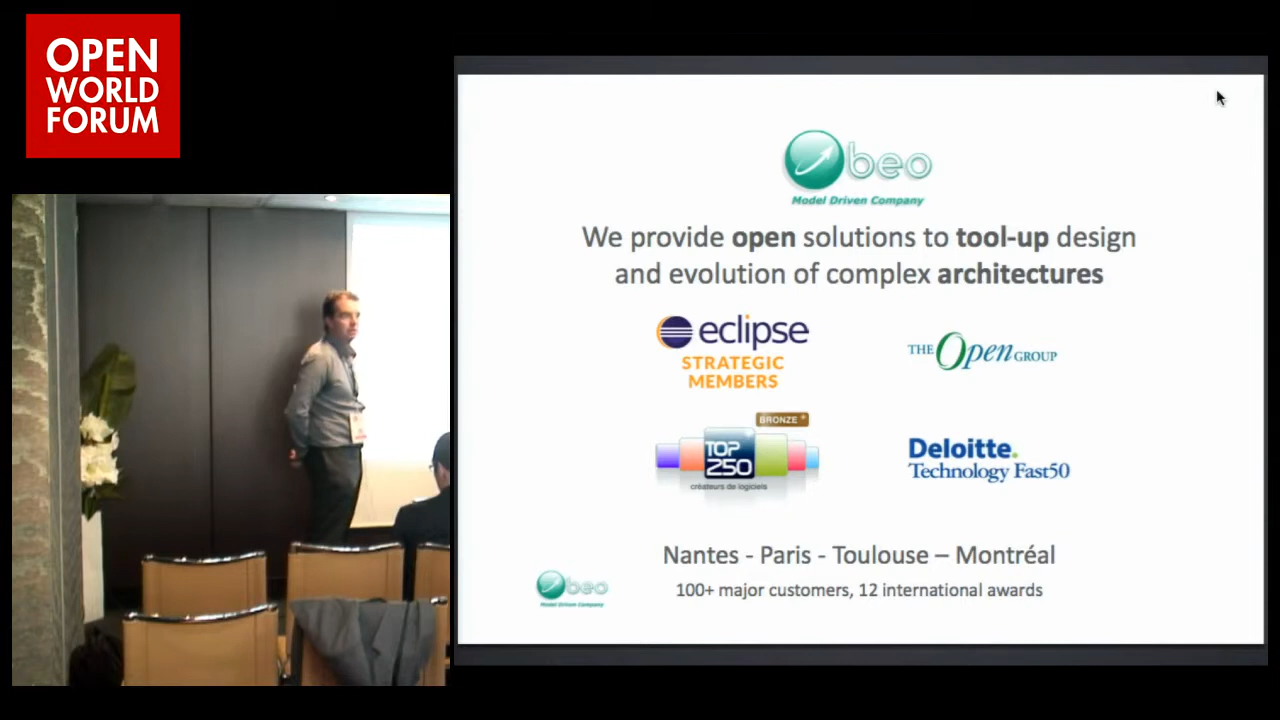 OPEN
WORLD
FORUM
Obeo
Model Driven Company
We provide open solutions to tool-up design
and evolution of complex architectures
eclipse
STRATEGIC
MEMBERS
THE Open GROUP
BRONZE
TOP
250
créateurs de logiciels
Deloitte.
Technology Fast50
Nantes - Paris - Toulouse – Montréal
100+ major customers, 12 international awards
Obeo
Model Driven Company